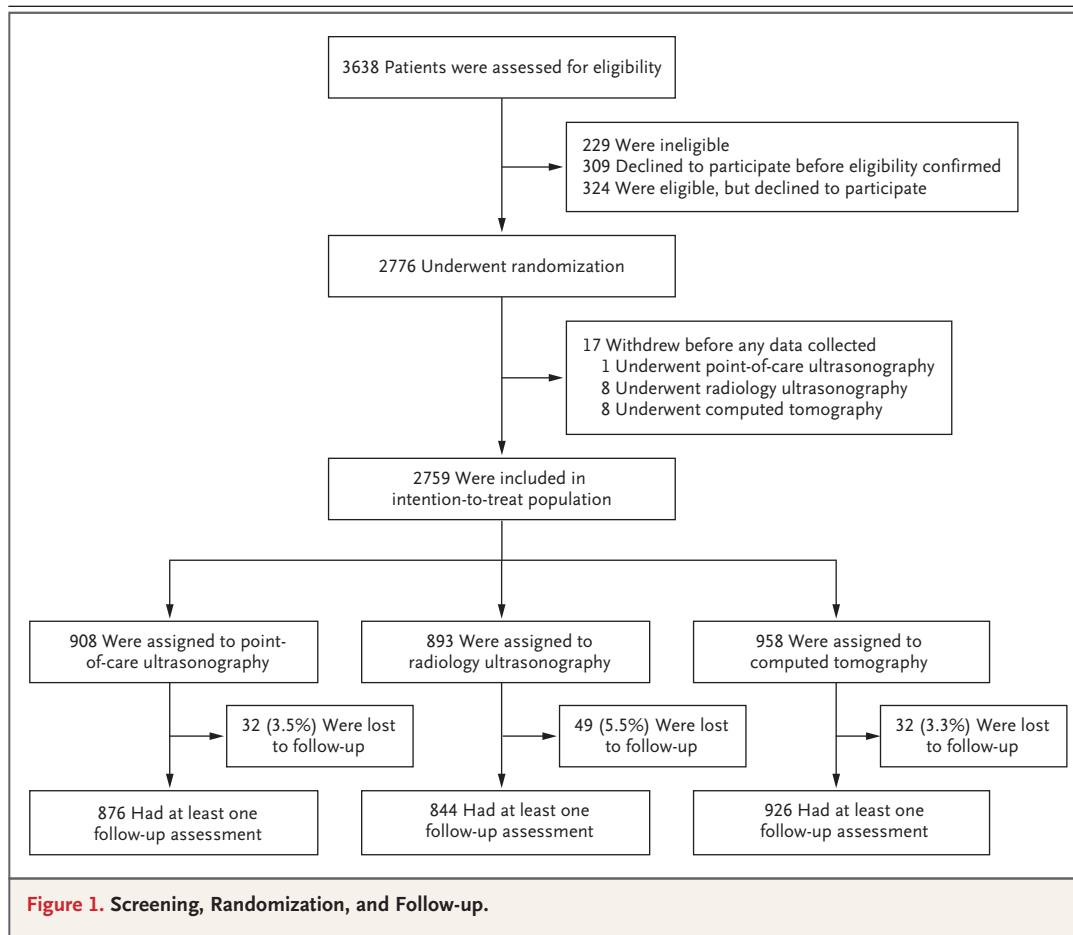 3638 Patients were assessed for eligibility
229 Were ineligible
309 Declined to participate before eligibility confirmed
324 Were eligible, but declined to participate
2776 Underwent randomization
17 Withdrew before any data collected
1 Underwent point-of-care ultrasonography
8 Underwent radiology ultrasonography
8 Underwent computed tomography
2759 Were included in
intention-to-treat population
908 Were assigned to point-
of-care ultrasonography
893 Were assigned to
radiology ultrasonography
958 Were assigned to
computed tomography
32 (3.5%) Were lost
to follow-up
49 (5.5%) Were lost
to follow-up
32 (3.3%) Were lost
to follow-up
876 Had at least one
follow-up assessment
844 Had at least one
follow-up assessment
926 Had at least one
follow-up assessment
Figure 1. Screening, Randomization, and Follow-up.